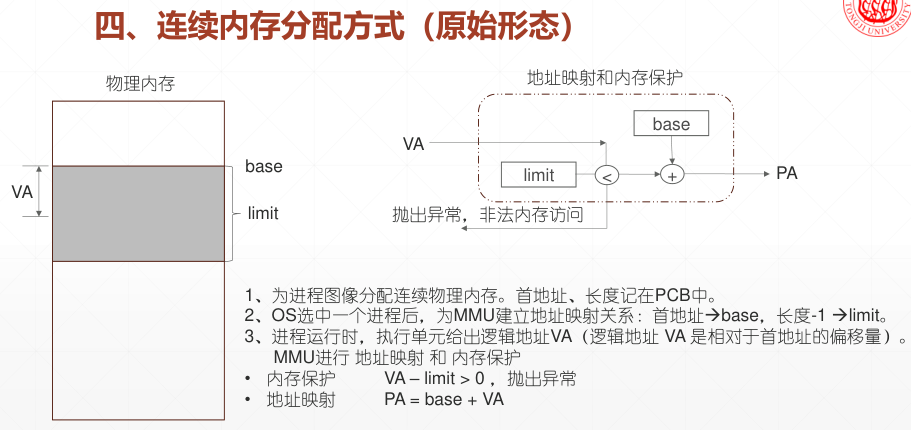 四、连续内存分配方式（原始形态）
TONGJI UNIVERSITY
物理内存
地址映射和内存保护
base
VA
limit
<
+
PA
抛出异常，非法内存访问
base
VA
limit
1、为进程图像分配连续物理内存。首地址、长度记在PCB中。
2、OS选中一个进程后，为MMU建立地址映射关系：首地址→base，长度-1 →limit。
3、进程运行时，执行单元给出逻辑地址VA（逻辑地址 VA 是相对于首地址的偏移量）。
MMU进行 地址映射 和 内存保护
• 内存保护 VA – limit > 0 ，抛出异常
• 地址映射 PA = base + VA